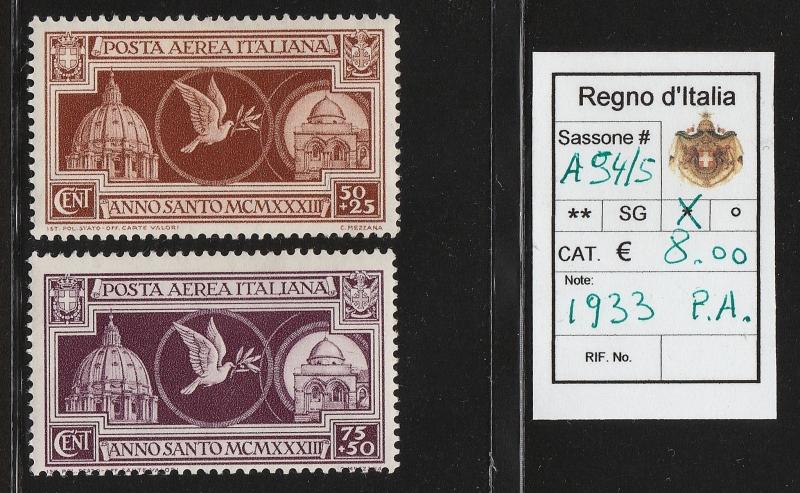 POSTA AEREA ITALIANA
CENT
50
+25
ANNO SANTO MCMXXXIII
IST. POL. STATO-OFF. CARTE VALORI
C. MEZZANA
POSTA AEREA ITALIANA
CENT
75
+50
ANNO SANTO MCMXXXIII
Regno d'Italia
Sassone #
A 54/5
** SG * X °
CAT. € 8.00
Note:
1933 P.A.
RIF. No.